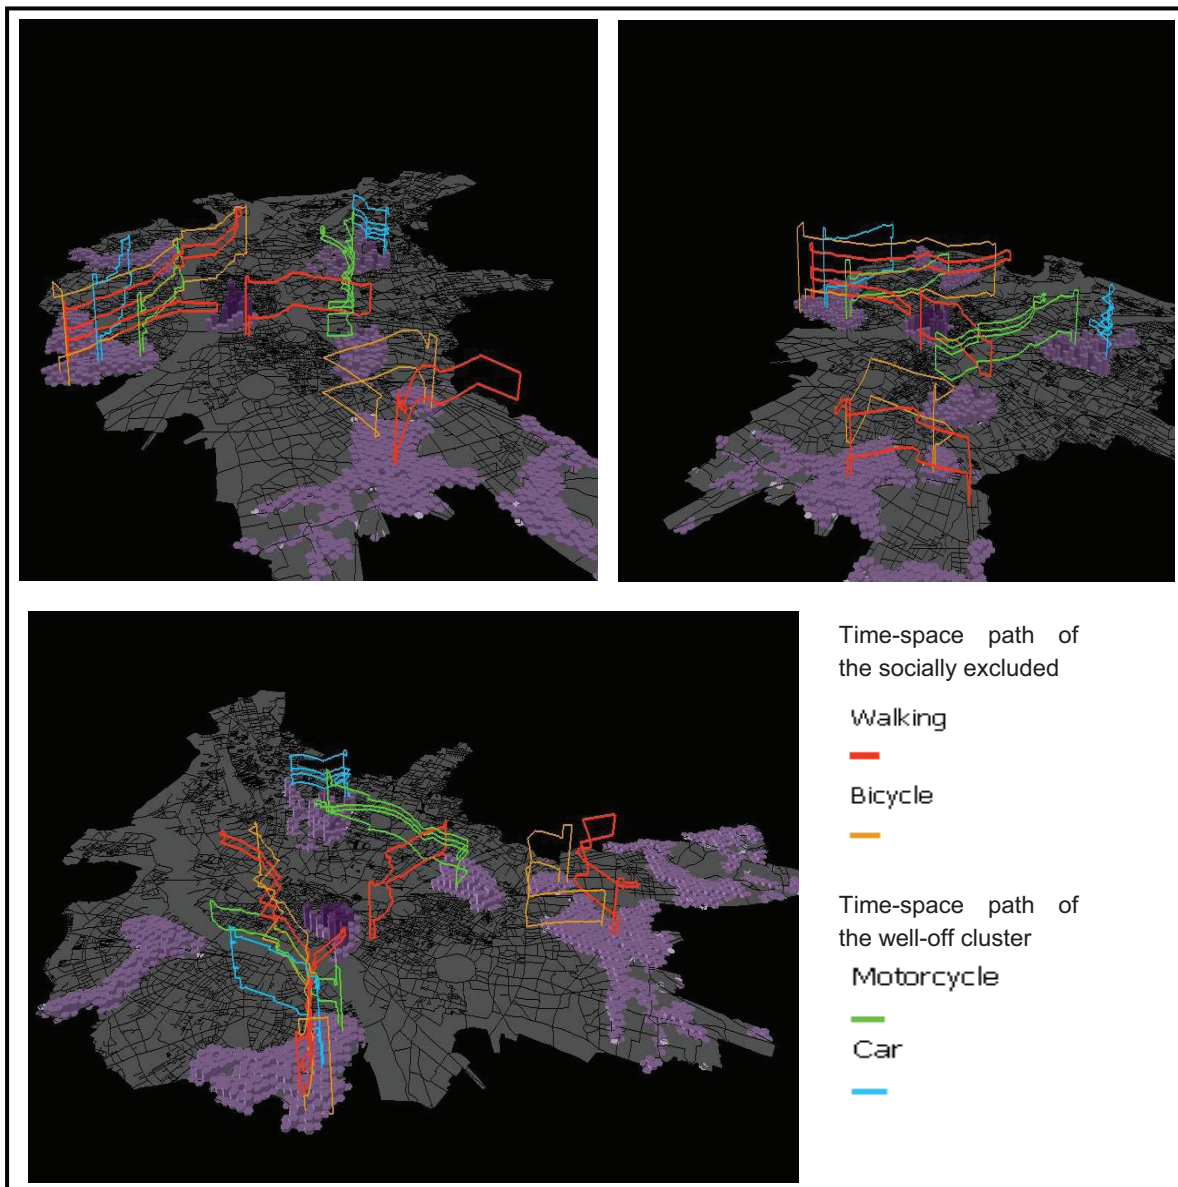 Time-space path of
the socially excluded
Walking
Bicycle
Time-space path of
the well-off cluster
Motorcycle
Car